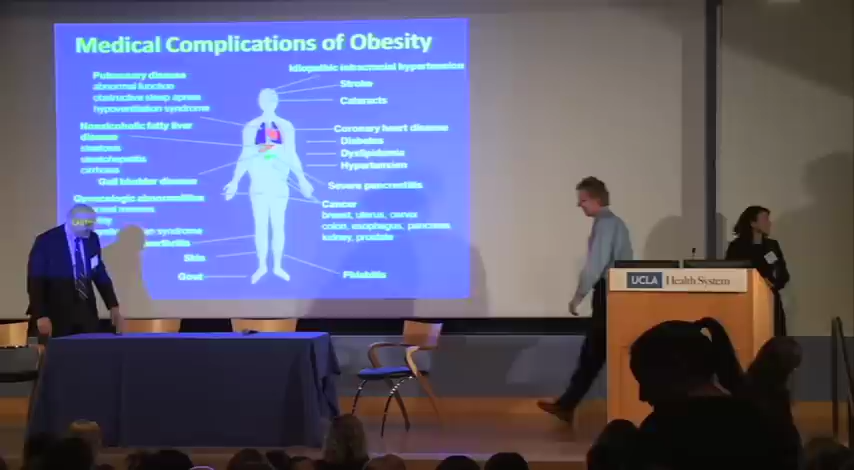 Medical Complications of Obesity
Idiopathic intracranial hypertension
Stroke
Cataracts
Pulmonary disease
abnormal function
obstructive sleep apnea
hypoventilation syndrome
Nonalcoholic fatty liver
disease
steatosis
steatohepatitis
cirrhosis
Gall bladder disease
Gynecologic abnormalities
syndrome
Skin
Gout
Coronary heart disease
Diabetes
Dyslipidemia
Hypertension
Severe pancreatitis
Cancer
breast, uterus, cervix
colon, esophagus, pancreas
kidney, prostate
Phlebitis
UCLA Health System